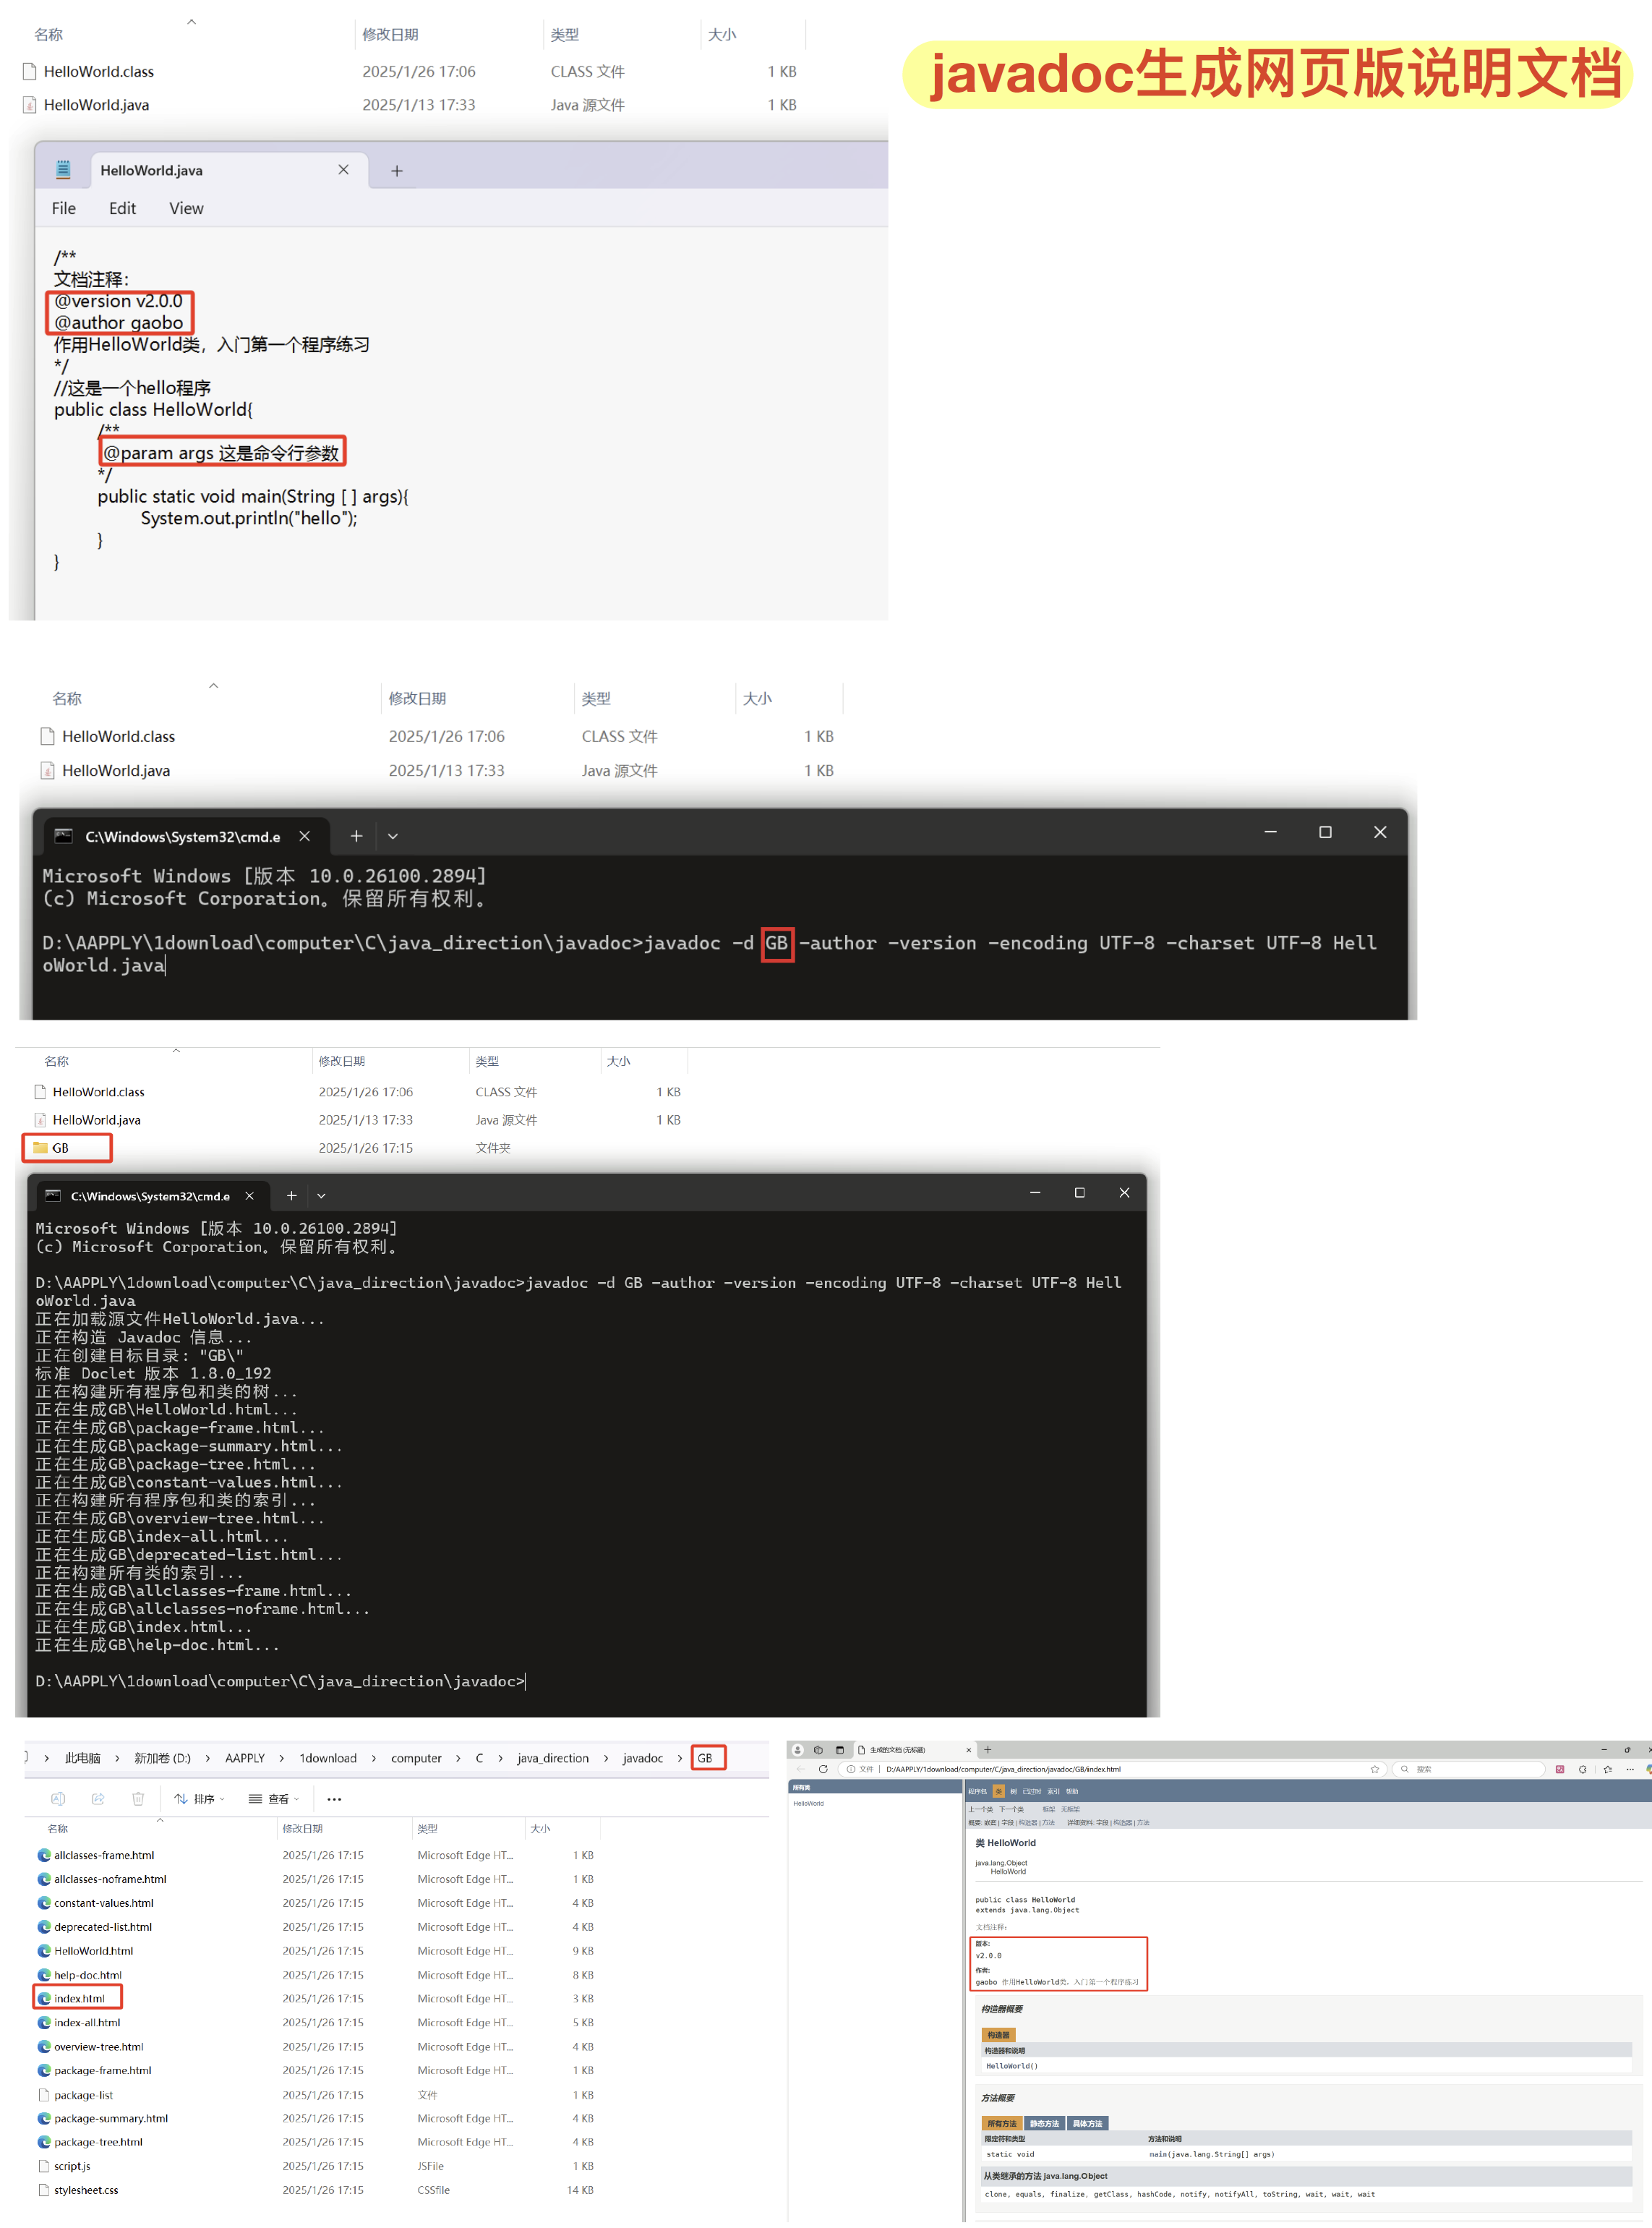 名称 修改日期 类型 大小
HelloWorld.class 2025/1/26 17:06 CLASS 文件 1 KB
HelloWorld.java 2025/1/13 17:33 Java 源文件 1 KB
javadoc生成网页版说明文档
HelloWorld.java
File Edit View
/**
文档注释：
@version v2.0.0
@author gaobo
作用HelloWorld类，入门第一个程序练习
*/
//这是一个hello程序
public class HelloWorld{
/**
@param args 这是命令行参数
*/
public static void main(String [ ] args){
System.out.println("hello");
}
}
名称 修改日期 类型 大小
HelloWorld.class 2025/1/26 17:06 CLASS 文件 1 KB
HelloWorld.java 2025/1/13 17:33 Java 源文件 1 KB
C:\Windows\System32\cmd.e
Microsoft Windows [版本 10.0.26100.2894]
(c) Microsoft Corporation。保留所有权利。
D:\AAPPLY\1download\computer\C\java_direction\javadoc>javadoc -d GB -author -version -encoding UTF-8 -charset UTF-8 Hell
oWorld.java
名称 修改日期 类型 大小
HelloWorld.class 2025/1/26 17:06 CLASS 文件 1 KB
HelloWorld.java 2025/1/13 17:33 Java 源文件 1 KB
GB 2025/1/26 17:15 文件夹
C:\Windows\System32\cmd.e
Microsoft Windows [版本 10.0.26100.2894]
(c) Microsoft Corporation。保留所有权利。
D:\AAPPLY\1download\computer\C\java_direction\javadoc>javadoc -d GB -author -version -encoding UTF-8 -charset UTF-8 Hell
oWorld.java
正在加载源文件HelloWorld.java...
正在构造 Javadoc 信息...
正在创建目标目录: "GB\"
标准 Doclet 版本 1.8.0_192
正在构建所有程序包和类的树...
正在生成GB\HelloWorld.html...
正在生成GB\package-frame.html...
正在生成GB\package-summary.html...
正在生成GB\package-tree.html...
正在生成GB\constant-values.html...
正在构建所有程序包和类的索引...
正在生成GB\overview-tree.html...
正在生成GB\index-all.html...
正在生成GB\deprecated-list.html...
正在构建所有类的索引...
正在生成GB\allclasses-frame.html...
正在生成GB\allclasses-noframe.html...
正在生成GB\index.html...
正在生成GB\help-doc.html...
D:\AAPPLY\1download\computer\C\java_direction\javadoc>
> 此电脑 > 新加卷 (D:) > AAPPLY > 1download > computer > C > java_direction > javadoc > GB
排序 查看 ...
名称 修改日期 类型 大小
allclasses-frame.html 2025/1/26 17:15 Microsoft Edge HT... 1 KB
allclasses-noframe.html 2025/1/26 17:15 Microsoft Edge HT... 1 KB
constant-values.html 2025/1/26 17:15 Microsoft Edge HT... 4 KB
deprecated-list.html 2025/1/26 17:15 Microsoft Edge HT... 4 KB
HelloWorld.html 2025/1/26 17:15 Microsoft Edge HT... 9 KB
help-doc.html 2025/1/26 17:15 Microsoft Edge HT... 8 KB
index.html 2025/1/26 17:15 Microsoft Edge HT... 3 KB
index-all.html 2025/1/26 17:15 Microsoft Edge HT... 5 KB
overview-tree.html 2025/1/26 17:15 Microsoft Edge HT... 4 KB
package-frame.html 2025/1/26 17:15 Microsoft Edge HT... 1 KB
package-list 2025/1/26 17:15 文件 1 KB
package-summary.html 2025/1/26 17:15 Microsoft Edge HT... 4 KB
package-tree.html 2025/1/26 17:15 Microsoft Edge HT... 4 KB
script.js 2025/1/26 17:15 JSFile 1 KB
stylesheet.css 2025/1/26 17:15 CSSfile 14 KB
生成的文档 (无标题)
文件 D:/AAPPLY/1download/computer/C/java_direction/javadoc/GB/index.html 搜索
所有类
HelloWorld
程序包 类 树 已过时 索引 帮助
上一个类 下一个类 框架 无框架
概要: 嵌套 | 字段 | 构造器 | 方法 详细资料: 字段 | 构造器 | 方法
类 HelloWorld
java.lang.Object
HelloWorld
public class HelloWorld
extends java.lang.Object
文档注释：
版本:
v2.0.0
作者:
gaobo 作用HelloWorld类，入门第一个程序练习
构造器概要
构造器
构造器和说明
HelloWorld()
方法概要
所有方法 静态方法 具体方法
限定符和类型 方法和说明
static void main(java.lang.String[] args)
从类继承的方法 java.lang.Object
clone, equals, finalize, getClass, hashCode, notify, notifyAll, toString, wait, wait, wait